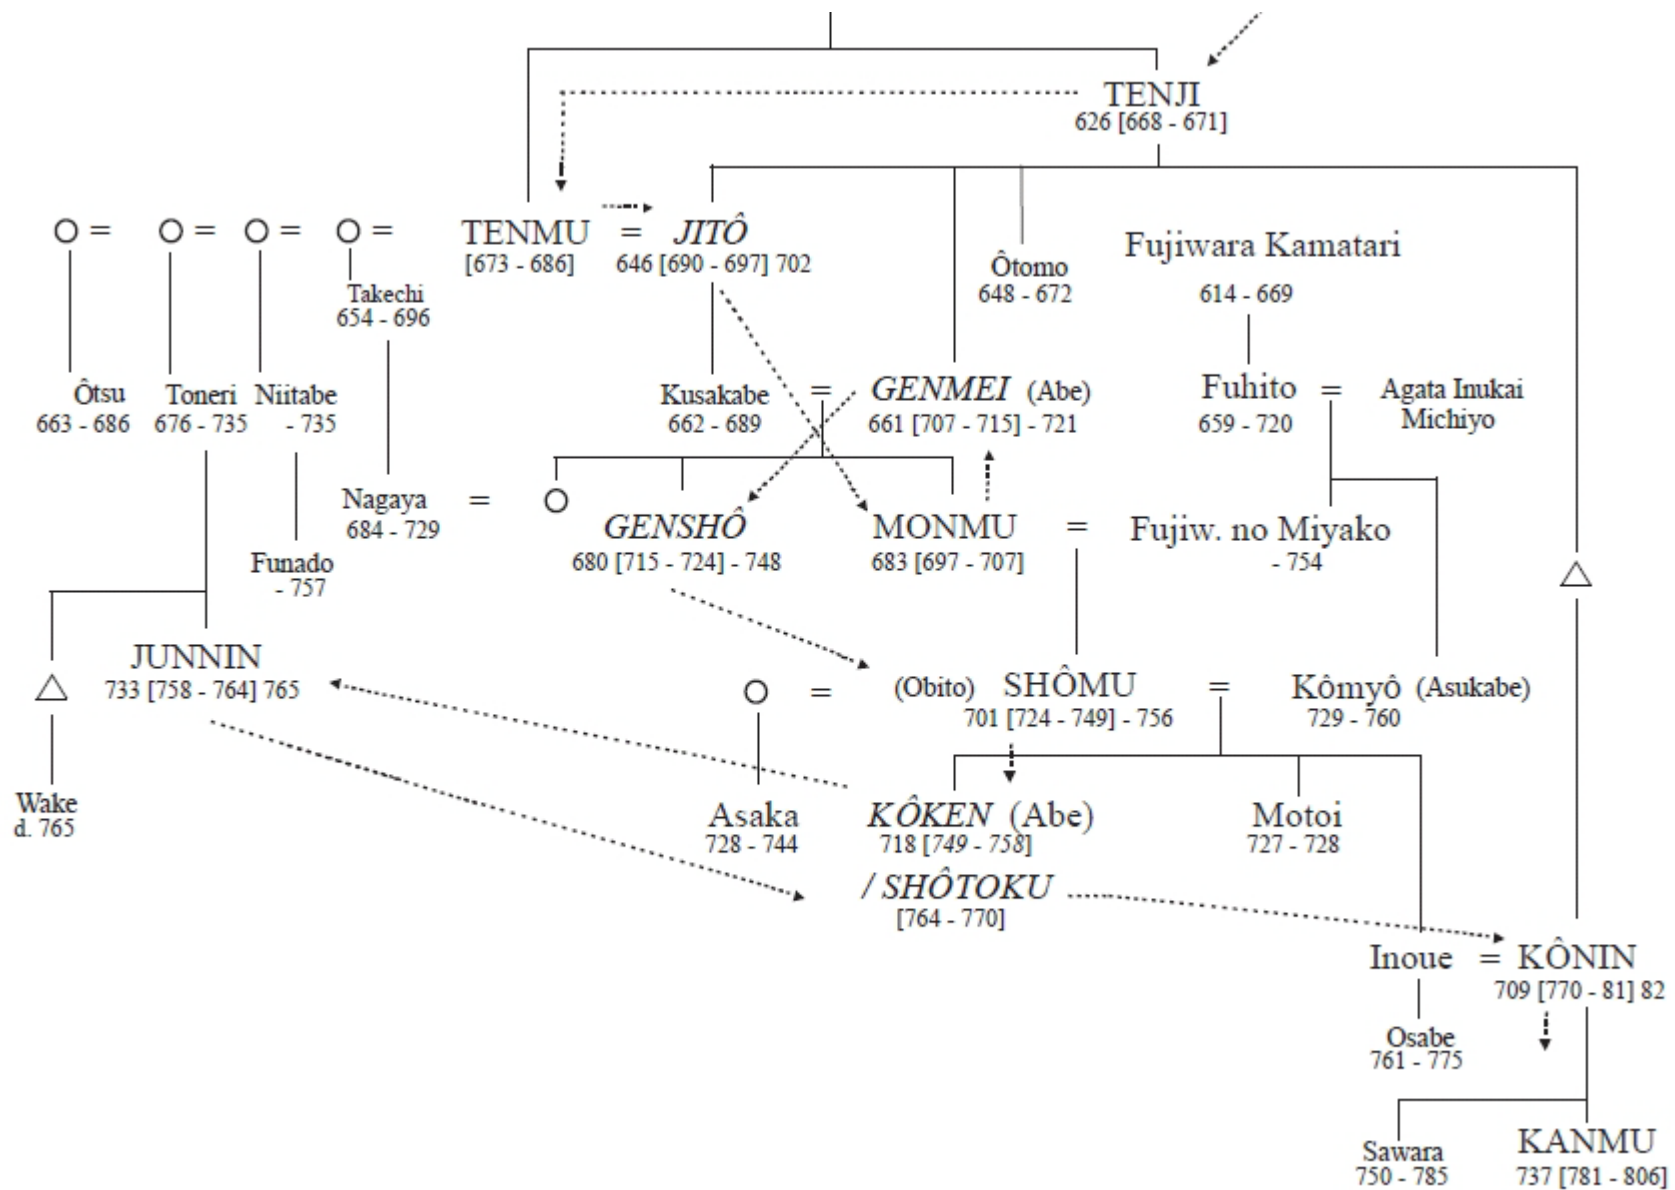 TENJI
626 [668 - 671]
= = = = TENMU = JITÔ
[673 - 686] 646 [690 - 697] 702
Fujiwara Kamatari
614 - 669
Ôtomo
648 - 672
Takechi
654 - 696
Ôtsu
663 - 686
Toneri
676 - 735
Niitabe
- 735
Kusakabe = GENMEI (Abe)
662 - 689 661 [707 - 715] - 721
Fuhito = Agata Inukai
659 - 720 Michiyo
Nagaya =
684 - 729
GENSHÔ
680 [715 - 724] - 748
MONMU = Fujiw. no Miyako
683 [697 - 707] - 754
Funado
- 757
JUNNIN
733 [758 - 764] 765
= (Obito) SHÔMU = Kômyô (Asukabe)
701 [724 - 749] - 756 729 - 760
Wake
d. 765
Asaka
728 - 744
KÔKEN (Abe)
718 [749 - 758]
/ SHÔTOKU
[764 - 770]
Motoi
727 - 728
Inoue = KÔNIN
709 [770 - 81] 82
Osabe
761 - 775
Sawara
750 - 785
KANMU
737 [781 - 806]